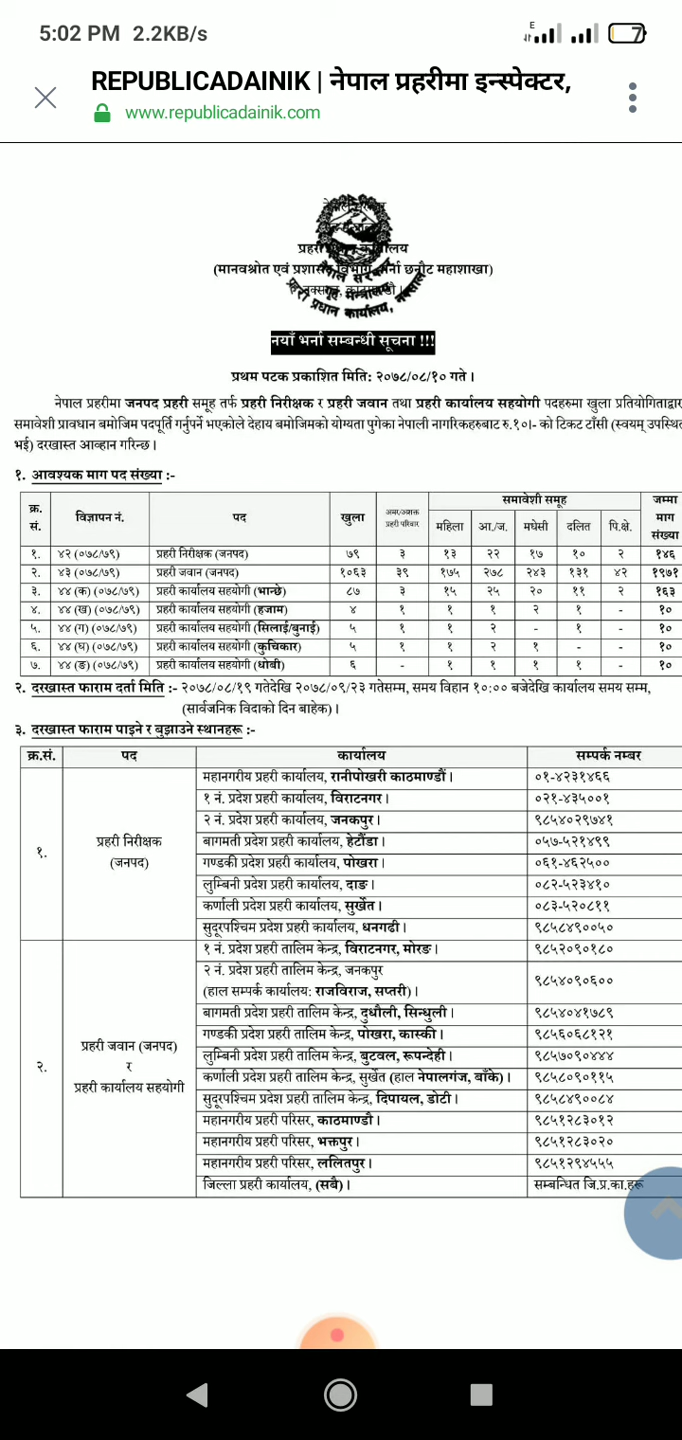 5:02 PM 2.2KB/s
E
7
REPUBLICADAINIK | नेपाल प्रहरीमा इन्स्पेक्टर,
www.republicadainik.com
नेपाल सरकार
गृह मन्त्रालय
प्रहरी प्रधान कार्यालय
(मानवश्रोत एवं प्रशासन विभाग, भर्ना छनौट महाशाखा)
नक्साल, काठमाण्डौ।
प्रहरी प्रधान कार्यालय, नक्साल
नयाँ भर्ना सम्बन्धी सूचना !!!
प्रथम पटक प्रकाशित मिति: २०७८/०८/१० गते ।
नेपाल प्रहरीमा जनपद प्रहरी समूह तर्फ प्रहरी निरीक्षक र प्रहरी जवान तथा प्रहरी कार्यालय सहयोगी पदहरुमा खुला प्रतियोगिताद्वार
समावेशी प्रावधान बमोजिम पदपूर्ति गर्नुपर्ने भएकोले देहाय बमोजिमको योग्यता पुगेका नेपाली नागरिकहरुबाट रु.१०।- को टिकट टाँसी (स्वयम् उपस्थित
भई) दरखास्त आव्हान गरिन्छ ।
१. आवश्यक माग पद संख्या :-
क्र. सं. विज्ञापन नं. पद खुला प्रहरी परिवार समावेशी समूह जम्मा माग संख्या
महिला आ./ज. मधेसी दलित पि.क्षे.
१. ४२ (०७८/७९) प्रहरी निरीक्षक (जनपद) ७९ ३ १३ २२ १७ १० २ १४६
२. ४३ (०७८/७९) प्रहरी जवान (जनपद) १०६३ ३९ १७५ २७८ २४३ १३१ ४२ १९७१
३. ४४ (क) (०७८/७९) प्रहरी कार्यालय सहयोगी (भान्छे) ८७ ३ १५ २५ २० ११ २ १६३
४. ४४ (ख) (०७८/७९) प्रहरी कार्यालय सहयोगी (हजाम) ४ १ १ १ २ १ - १०
५. ४४ (ग) (०७८/७९) प्रहरी कार्यालय सहयोगी (सिलाई/बुनाई) ५ १ १ २ - १ - १०
६. ४४ (घ) (०७८/७९) प्रहरी कार्यालय सहयोगी (कुचिकार) ५ १ १ २ १ - - १०
७. ४४ (ङ) (०७८/७९) प्रहरी कार्यालय सहयोगी (धोबी) ६ - १ १ १ १ - १०
२. दरखास्त फाराम दर्ता मिति :- २०७८/०८/१९ गतेदेखि २०७८/०९/२३ गतेसम्म, समय विहान १०:०० बजेदेखि कार्यालय समय सम्म,
(सार्वजनिक विदाको दिन बाहेक) ।
३. दरखास्त फाराम पाइने र बुझाउने स्थानहरू :-
क्र.सं. पद कार्यालय सम्पर्क नम्बर
१. प्रहरी निरीक्षक (जनपद)
महानगरीय प्रहरी कार्यालय, रानीपोखरी काठमाण्डौं । ०१-४२३१४६६
१ नं. प्रदेश प्रहरी कार्यालय, विराटनगर । ०२१-४३५००१
२ नं. प्रदेश प्रहरी कार्यालय, जनकपुर । ९८५४०२९७४१
बागमती प्रदेश प्रहरी कार्यालय, हेटौंडा । ०५७-५२१४९९
गण्डकी प्रदेश प्रहरी कार्यालय, पोखरा । ०६१-४६२५००
लुम्बिनी प्रदेश प्रहरी कार्यालय, दाङ । ०८२-५२३४१०
कर्णाली प्रदेश प्रहरी कार्यालय, सुर्खेत । ०८३-५२०८११
सुदूरपश्चिम प्रदेश प्रहरी कार्यालय, धनगढी । ९८५८४९००५०
२. प्रहरी जवान (जनपद) र प्रहरी कार्यालय सहयोगी
१ नं. प्रदेश प्रहरी तालिम केन्द्र, विराटनगर, मोरङ । ९८५२०९०१८०
२ नं. प्रदेश प्रहरी तालिम केन्द्र, जनकपुर
(हाल सम्पर्क कार्यालय: राजविराज, सप्तरी) । ९८५४०९०६००
बागमती प्रदेश प्रहरी तालिम केन्द्र, दुधौली, सिन्धुली । ९८५४०४१७८९
गण्डकी प्रदेश प्रहरी तालिम केन्द्र, पोखरा, कास्की । ९८५६०६८१२१
लुम्बिनी प्रदेश प्रहरी तालिम केन्द्र, बुटवल, रूपन्देही । ९८५७०९०४४४
कर्णाली प्रदेश प्रहरी तालिम केन्द्र, सुर्खेत (हाल नेपालगंज, बाँके) । ९८५८०९०११५
सुदूरपश्चिम प्रदेश प्रहरी तालिम केन्द्र, दिपायल, डोटी । ९८५८४९००८४
महानगरीय प्रहरी परिसर, काठमाण्डौ । ९८५१२८३०१२
महानगरीय प्रहरी परिसर, भक्तपुर । ९८५१२८३०२०
महानगरीय प्रहरी परिसर, ललितपुर । ९८५१२९४५५५
जिल्ला प्रहरी कार्यालय, (सबै) । सम्बन्धित जि.प्र.का.हरू